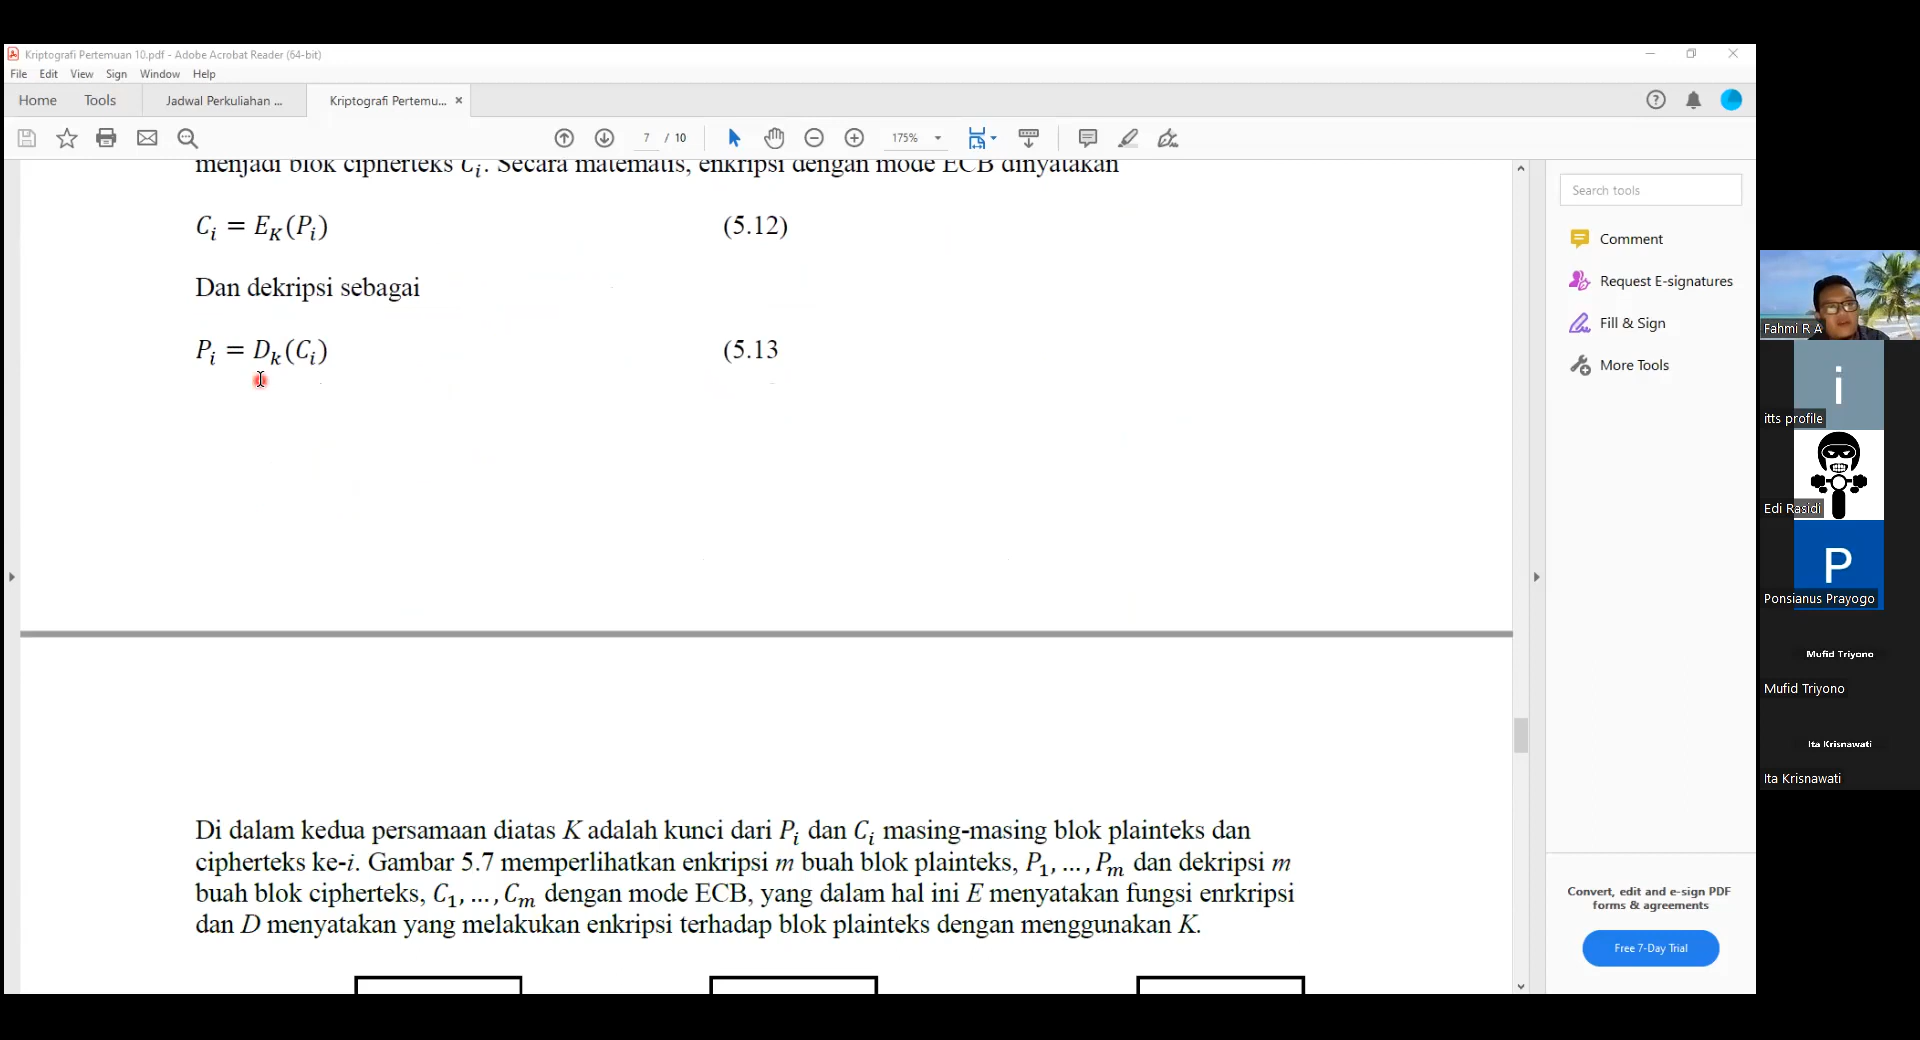 Kriptografi Pertemuan 10.pdf - Adobe Acrobat Reader (64-bit)
File Edit View Sign Window Help
Home Tools Jadwal Perkuliahan ... Kriptografi Pertemu... ×
7 / 10 175%
menjadi blok cipherteks Cᵢ. Secara matematis, enkripsi dengan mode ECB dinyatakan
Cᵢ = E_K(Pᵢ) (5.12)
Dan dekripsi sebagai
Pᵢ = D_k(Cᵢ) (5.13
Di dalam kedua persamaan diatas K adalah kunci dari Pᵢ dan Cᵢ masing-masing blok plainteks dan
cipherteks ke-i. Gambar 5.7 memperlihatkan enkripsi m buah blok plainteks, P₁, ..., Pₘ dan dekripsi m
buah blok cipherteks, C₁, ..., Cₘ dengan mode ECB, yang dalam hal ini E menyatakan fungsi enrkripsi
dan D menyatakan yang melakukan enkripsi terhadap blok plainteks dengan menggunakan K.
Search tools
Comment
Request E-signatures
Fill & Sign
More Tools
Convert, edit and e-sign PDF
forms & agreements
Free 7-Day Trial
Fahmi R A
i
itts profile
Edi Rasidi
P
Ponsianus Prayogo
Mufid Triyono
Mufid Triyono
Ita Krisnawati
Ita Krisnawati